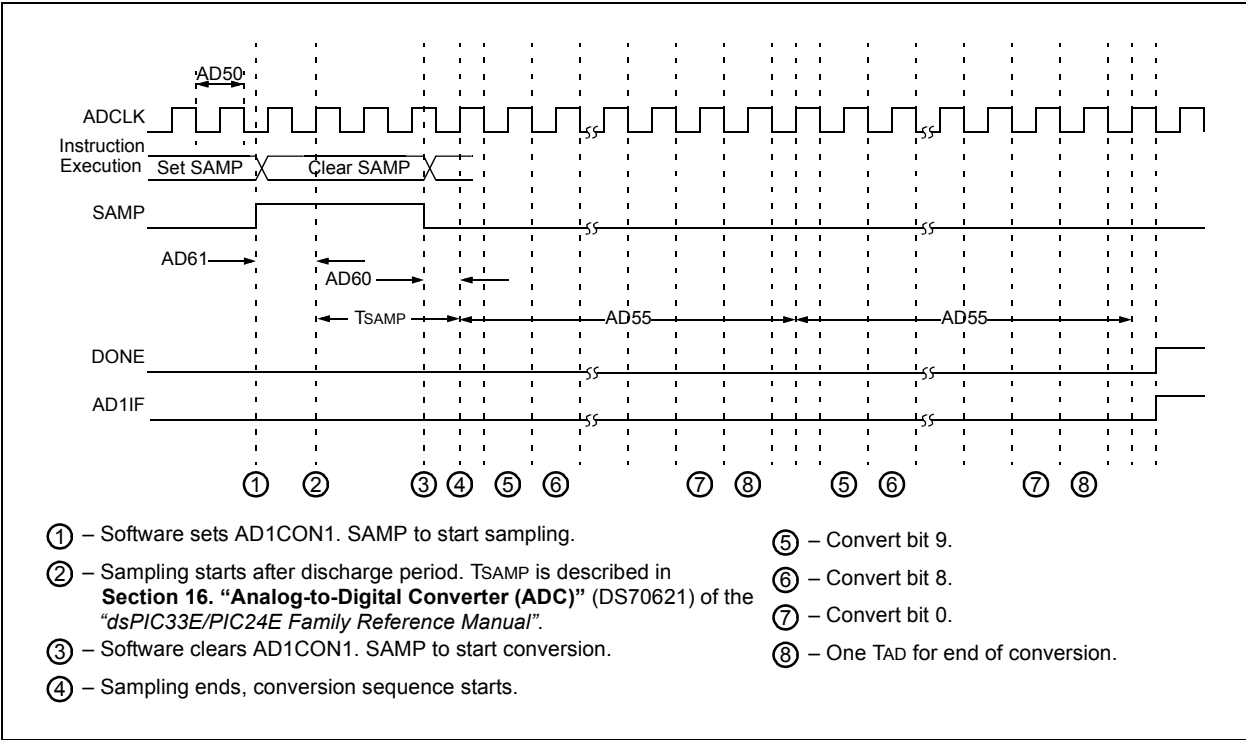 AD50
ADCLK
Instruction
Execution
Set SAMP
Clear SAMP
SAMP
AD61
AD60
TSAMP
AD55
AD55
DONE
AD1IF
1 2 3 4 5 6 7 8 5 6 7 8
1 – Software sets AD1CON1. SAMP to start sampling.
2 – Sampling starts after discharge period. TSAMP is described in
Section 16. “Analog-to-Digital Converter (ADC)” (DS70621) of the
“dsPIC33E/PIC24E Family Reference Manual”.
3 – Software clears AD1CON1. SAMP to start conversion.
4 – Sampling ends, conversion sequence starts.
5 – Convert bit 9.
6 – Convert bit 8.
7 – Convert bit 0.
8 – One TAD for end of conversion.